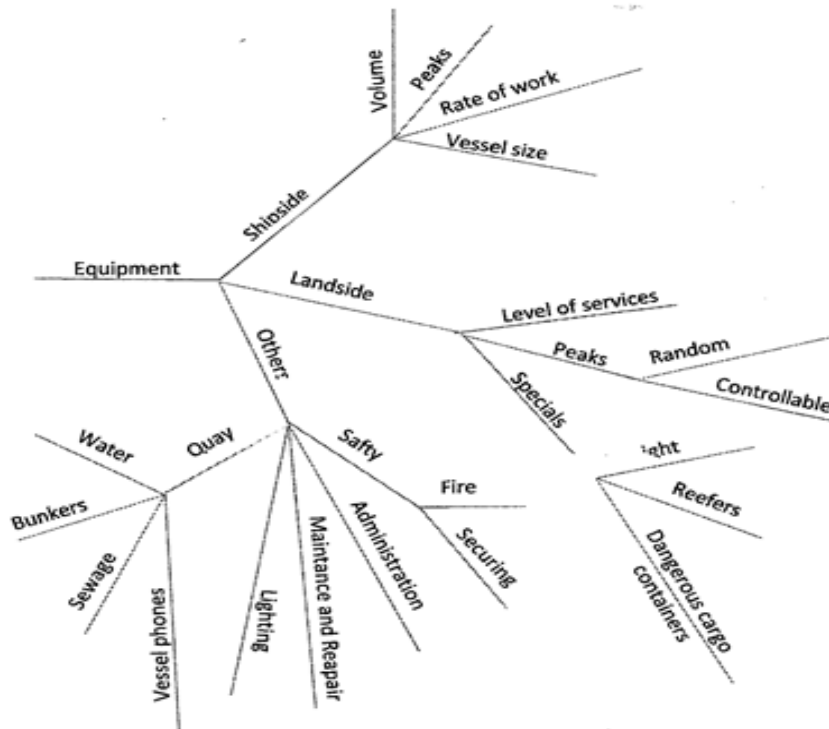 Volume
Peaks
Rate of work
Vessel size
Shipside
Equipment
Landside
Level of services
Peaks
Random
Controllable
Specials
Others
Water
Quay
Safty
Bunkers
Sewage
Vessel phones
Lighting
Maintance and Reapair
Administration
Fire
Securing
Reefers
Dangerous cargo
containers